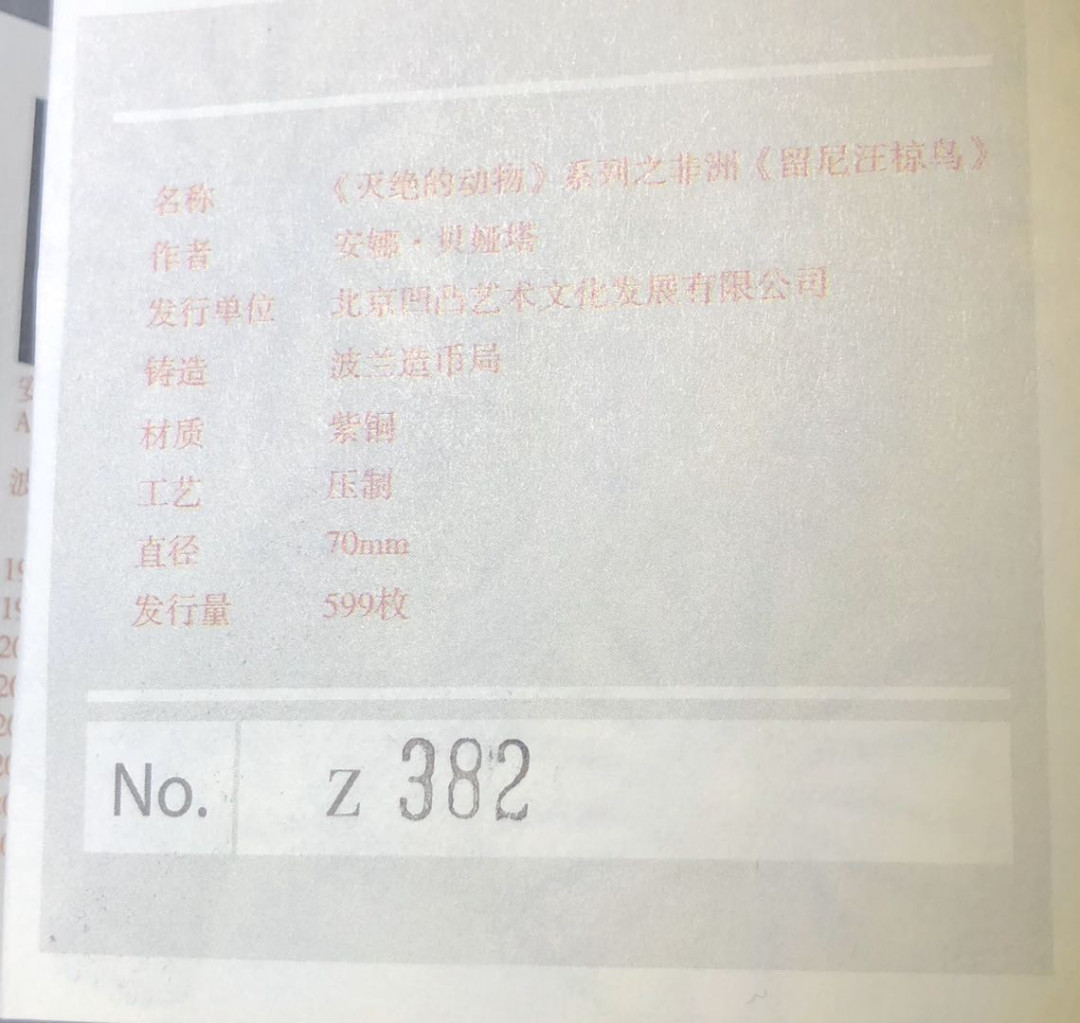 名称 《灭绝的动物》系列之非洲《留尼汪椋鸟》
作者 安娜·贝娅塔
发行单位 北京凹凸艺术文化发展有限公司
铸造 波兰造币局
材质 紫铜
工艺 压制
直径 70mm
发行量 599枚
No. Z 382